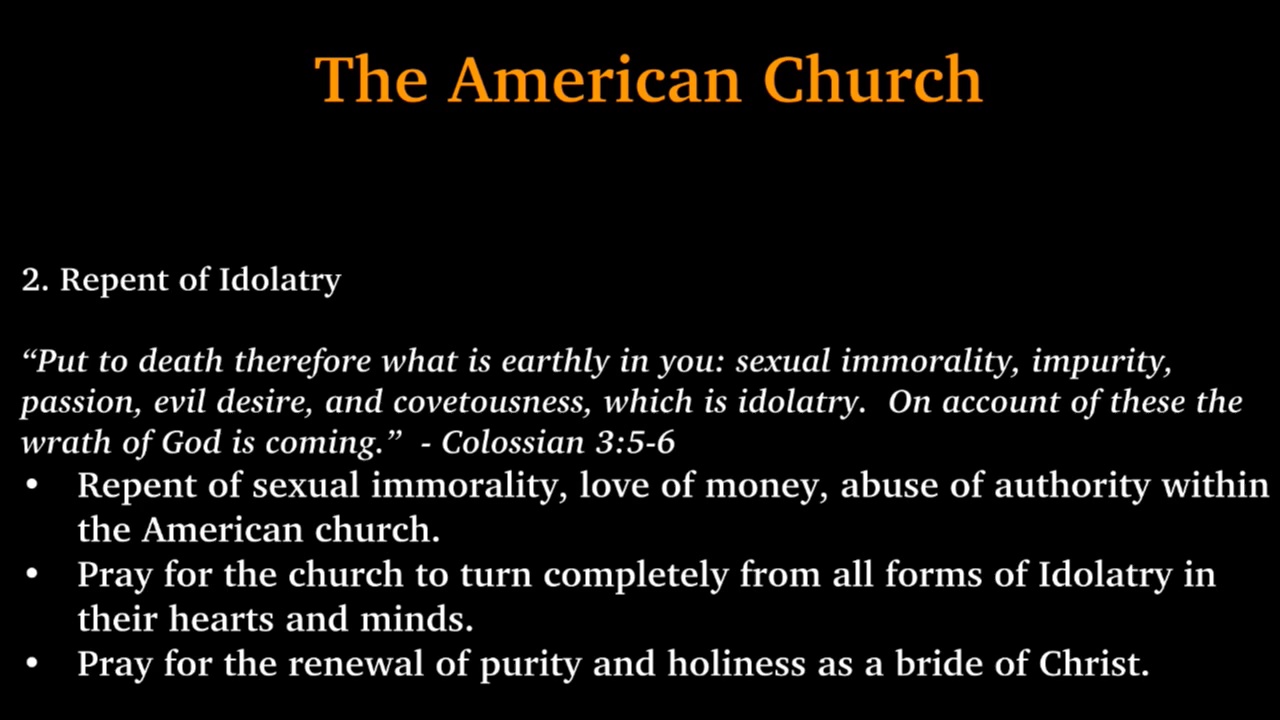 The American Church
2. Repent of Idolatry
“Put to death therefore what is earthly in you: sexual immorality, impurity,
passion, evil desire, and covetousness, which is idolatry.  On account of these the
wrath of God is coming.”  - Colossian 3:5-6
• Repent of sexual immorality, love of money, abuse of authority within
the American church.
• Pray for the church to turn completely from all forms of Idolatry in
their hearts and minds.
• Pray for the renewal of purity and holiness as a bride of Christ.